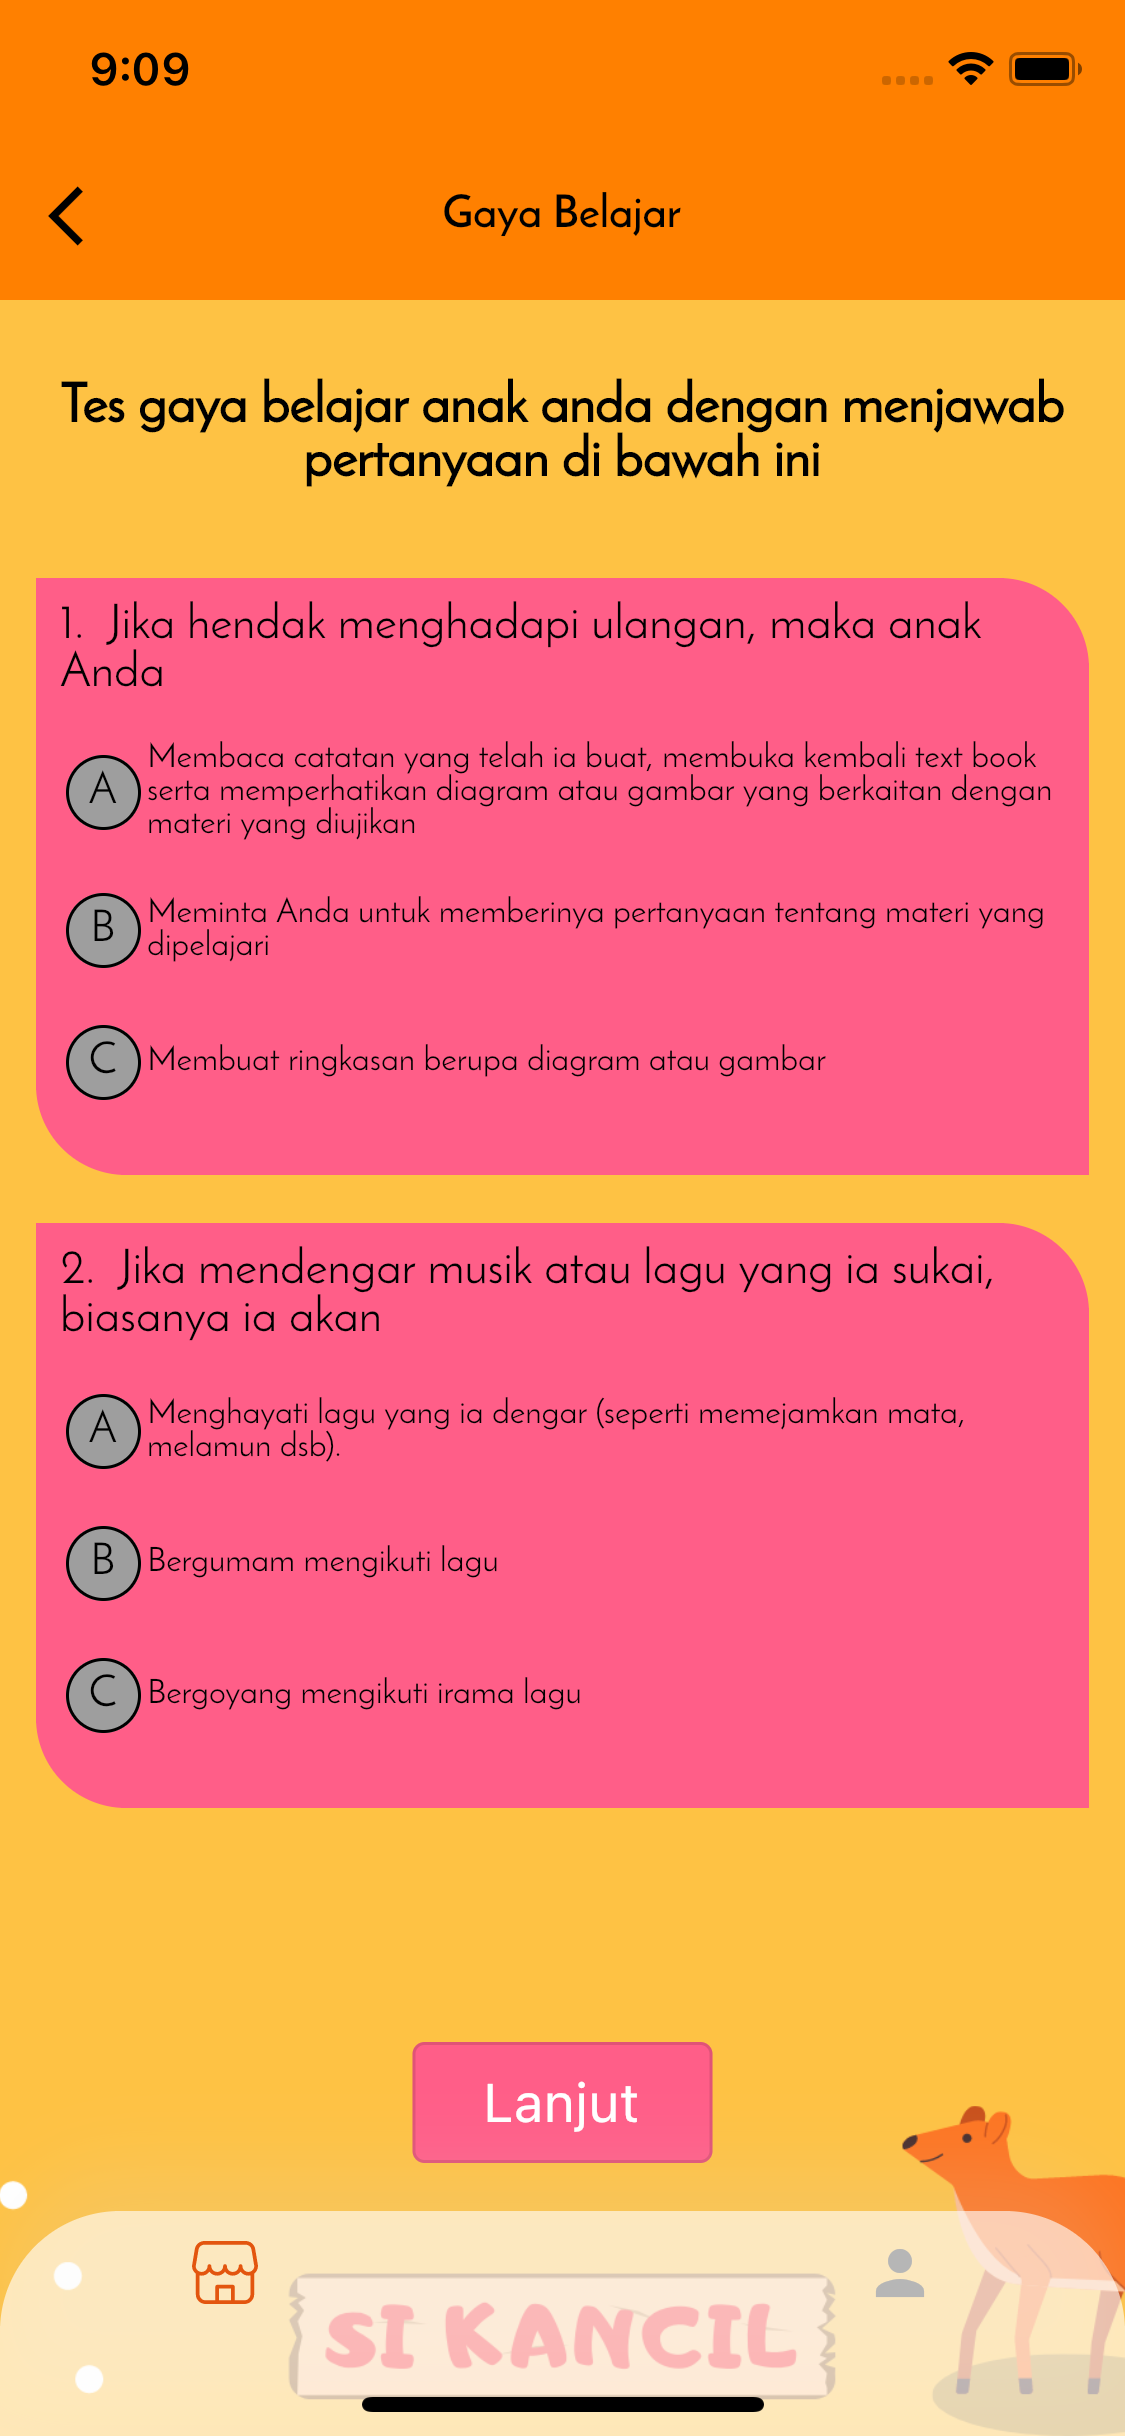 9:09
Gaya Belajar
Tes gaya belajar anak anda dengan menjawab
pertanyaan di bawah ini
1. Jika hendak menghadapi ulangan, maka anak
Anda
A
Membaca catatan yang telah ia buat, membuka kembali text book
serta memperhatikan diagram atau gambar yang berkaitan dengan
materi yang diujikan
B
Meminta Anda untuk memberinya pertanyaan tentang materi yang
dipelajari
C
Membuat ringkasan berupa diagram atau gambar
2. Jika mendengar musik atau lagu yang ia sukai,
biasanya ia akan
A
Menghayati lagu yang ia dengar (seperti memejamkan mata,
melamun dsb).
B
Bergumam mengikuti lagu
C
Bergoyang mengikuti irama lagu
Lanjut
SI KANCIL